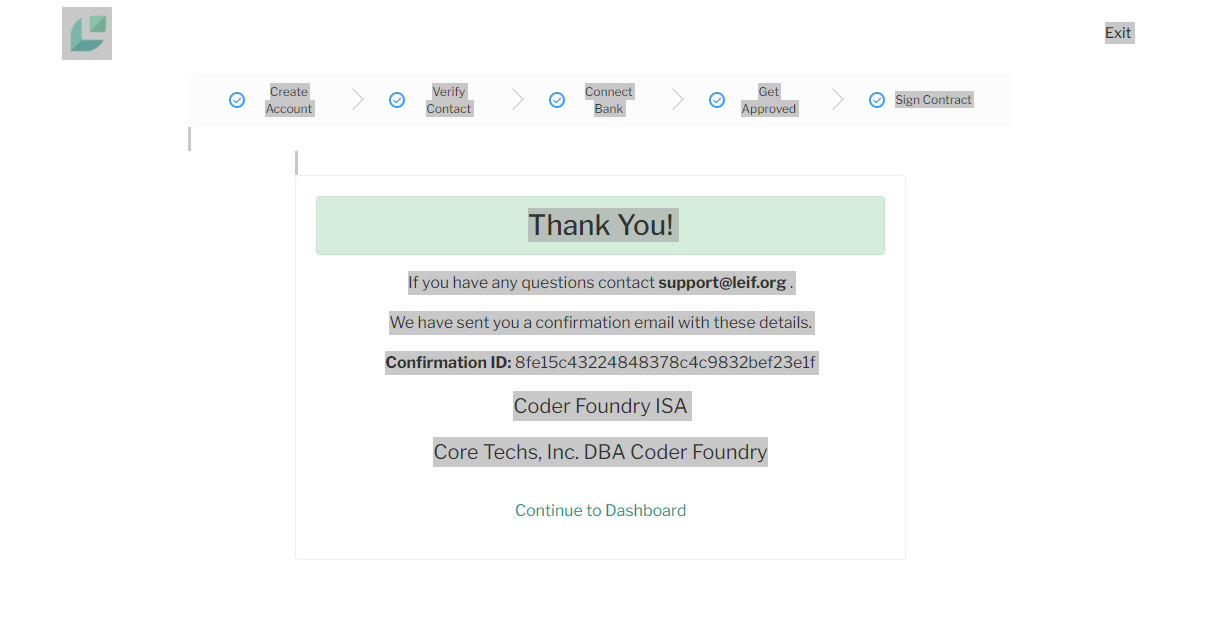 Exit
Create
Account
Verify
Contact
Connect
Bank
Get
Approved
Sign Contract
Thank You!
If you have any questions contact support@leif.org .
We have sent you a confirmation email with these details.
Confirmation ID: 8fe15c43224848378c4c9832bef23e1f
Coder Foundry ISA
Core Techs, Inc. DBA Coder Foundry
Continue to Dashboard